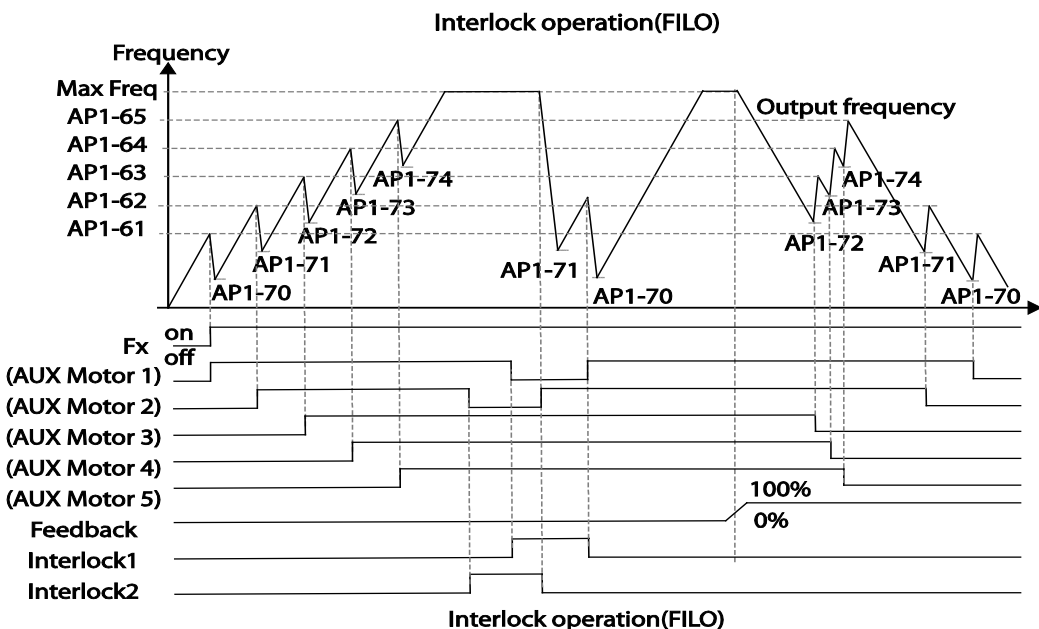 Interlock operation(FILO)
Frequency
Max Freq
AP1-65
Output frequency
AP1-64
AP1-63
AP1-74
AP1-74
AP1-62
AP1-73
AP1-73
AP1-61
AP1-72
AP1-72
AP1-71
AP1-71
AP1-71
AP1-70
AP1-70
AP1-70
on
Fx
off
(AUX Motor 1)
(AUX Motor 2)
(AUX Motor 3)
(AUX Motor 4)
(AUX Motor 5)
100%
Feedback
0%
Interlock1
Interlock2
Interlock operation(FILO)